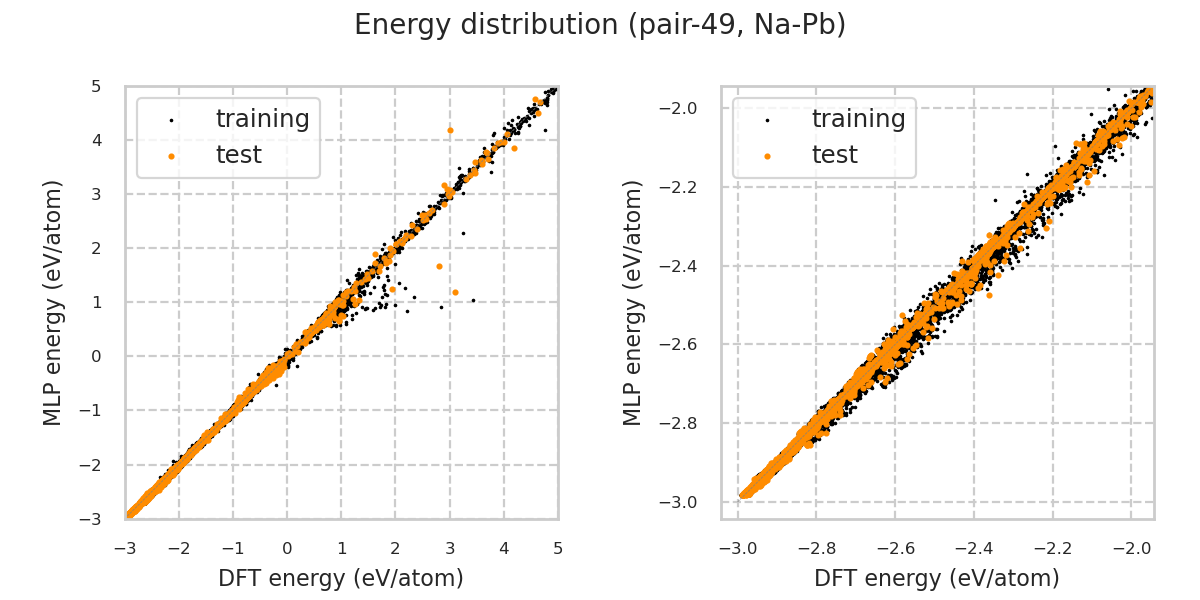 Energy distribution (pair-49, Na-Pb)
MLP energy (eV/atom)
5
4
3
2
1
0
−1
−2
−3
training
test
−3 −2 −1 0 1 2 3 4 5
DFT energy (eV/atom)
MLP energy (eV/atom)
−2.0
−2.2
−2.4
−2.6
−2.8
−3.0
training
test
−3.0 −2.8 −2.6 −2.4 −2.2 −2.0
DFT energy (eV/atom)